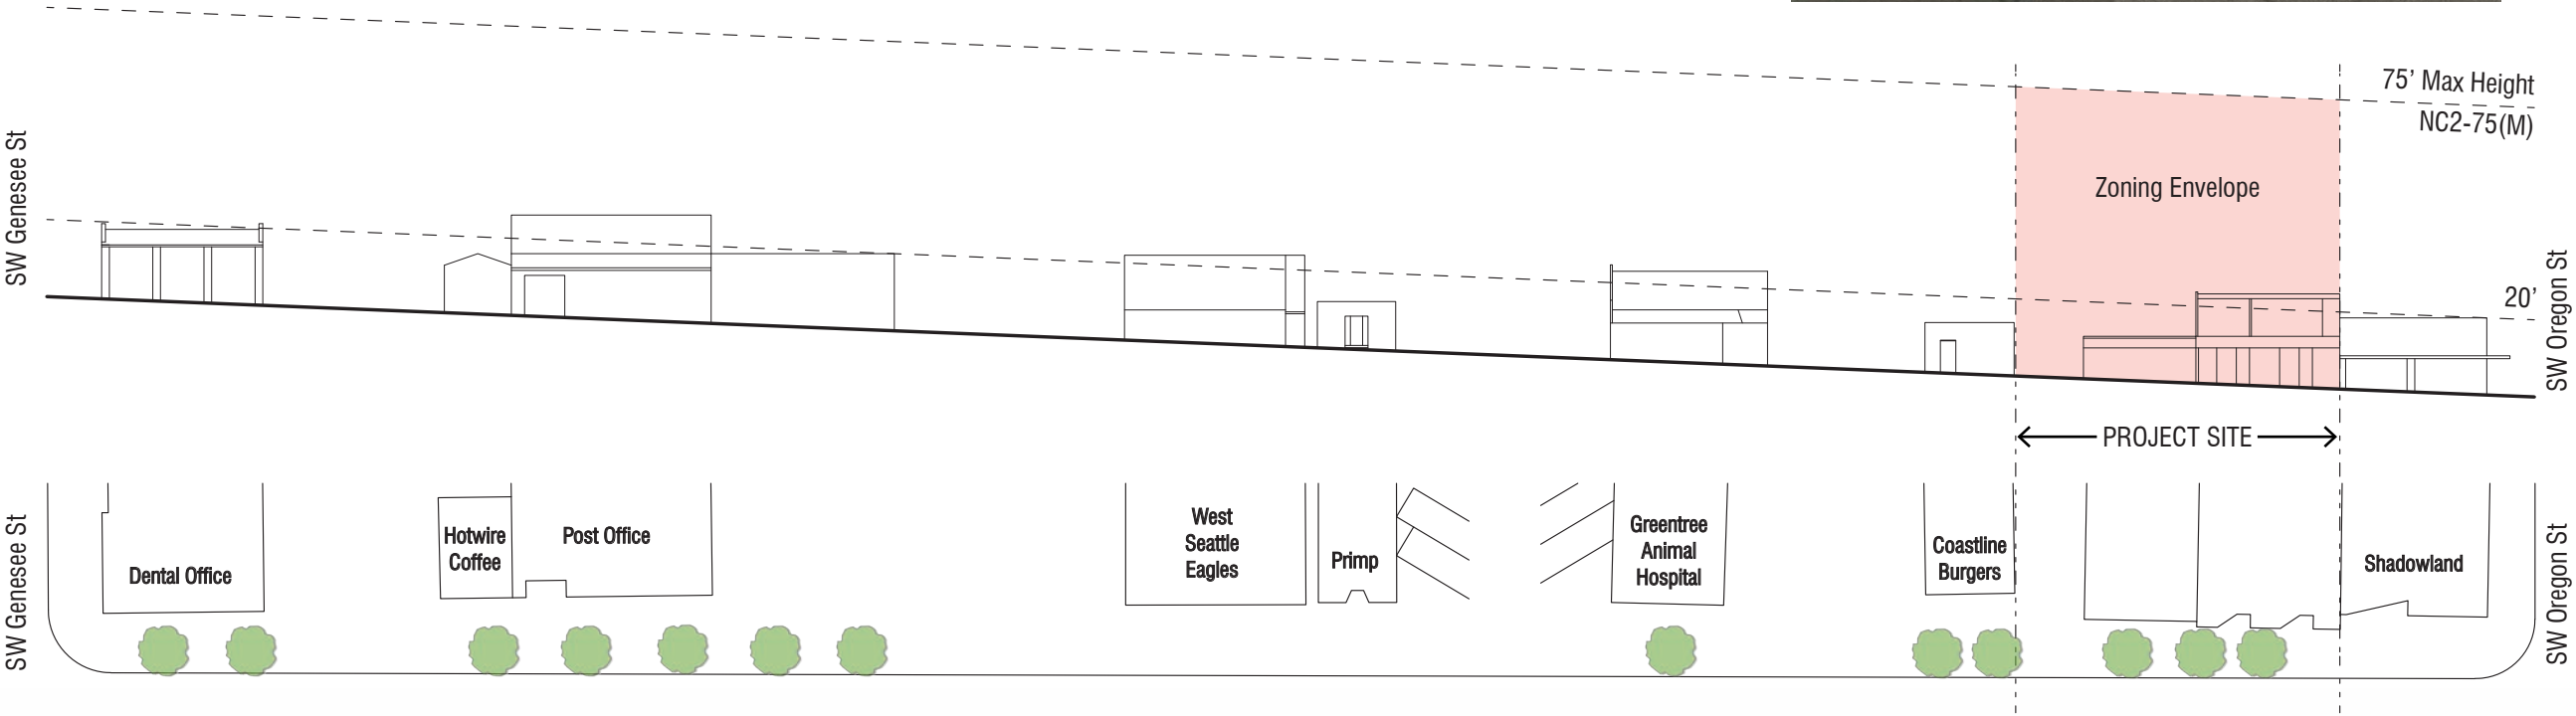 75’ Max Height
NC2-75(M)
SW Genesee St
Zoning Envelope
20’
SW Oregon St
PROJECT SITE
SW Genesee St
Dental Office
Hotwire
Coffee
Post Office
West
Seattle
Eagles
Primp
Greentree
Animal
Hospital
Coastline
Burgers
Shadowland
SW Oregon St